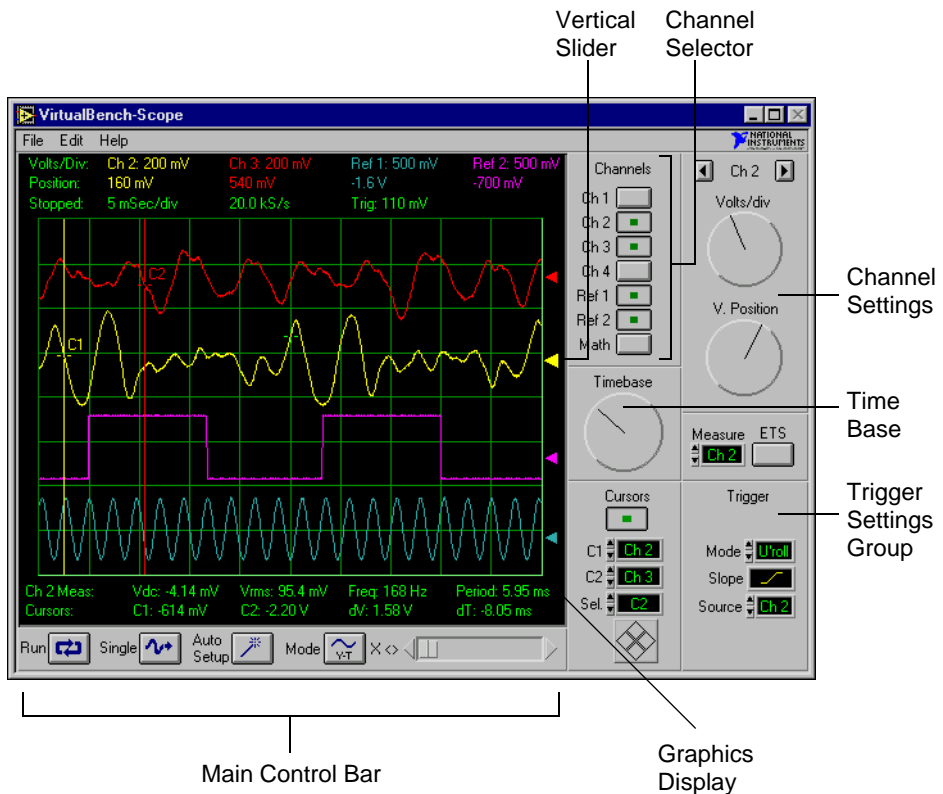 Vertical Slider
Channel Selector
VirtualBench-Scope
File Edit Help
NATIONAL INSTRUMENTS
Volts/Div: Ch 2: 200 mV Ch 3: 200 mV Ref 1: 500 mV Ref 2: 500 mV
Position: 160 mV 540 mV -1.6 V -700 mV
Stopped: 5 mSec/div 20.0 kS/s Trig: 110 mV
C2
C1
Ch 2 Meas: Vdc: -4.14 mV Vrms: 95.4 mV Freq: 168 Hz Period: 5.95 ms
Cursors: C1: -614 mV C2: -2.20 V dV: 1.58 V dT: -8.05 ms
Run Single Auto Setup Mode Y-T X
Channels
Ch 1
Ch 2
Ch 3
Ch 4
Ref 1
Ref 2
Math
Ch 2
Volts/div
V. Position
Timebase
Measure ETS
Ch 2
Cursors
C1 Ch 2
C2 Ch 3
Sel. C2
Trigger
Mode U'roll
Slope
Source Ch 2
Channel Settings
Time Base
Trigger Settings Group
Main Control Bar
Graphics Display